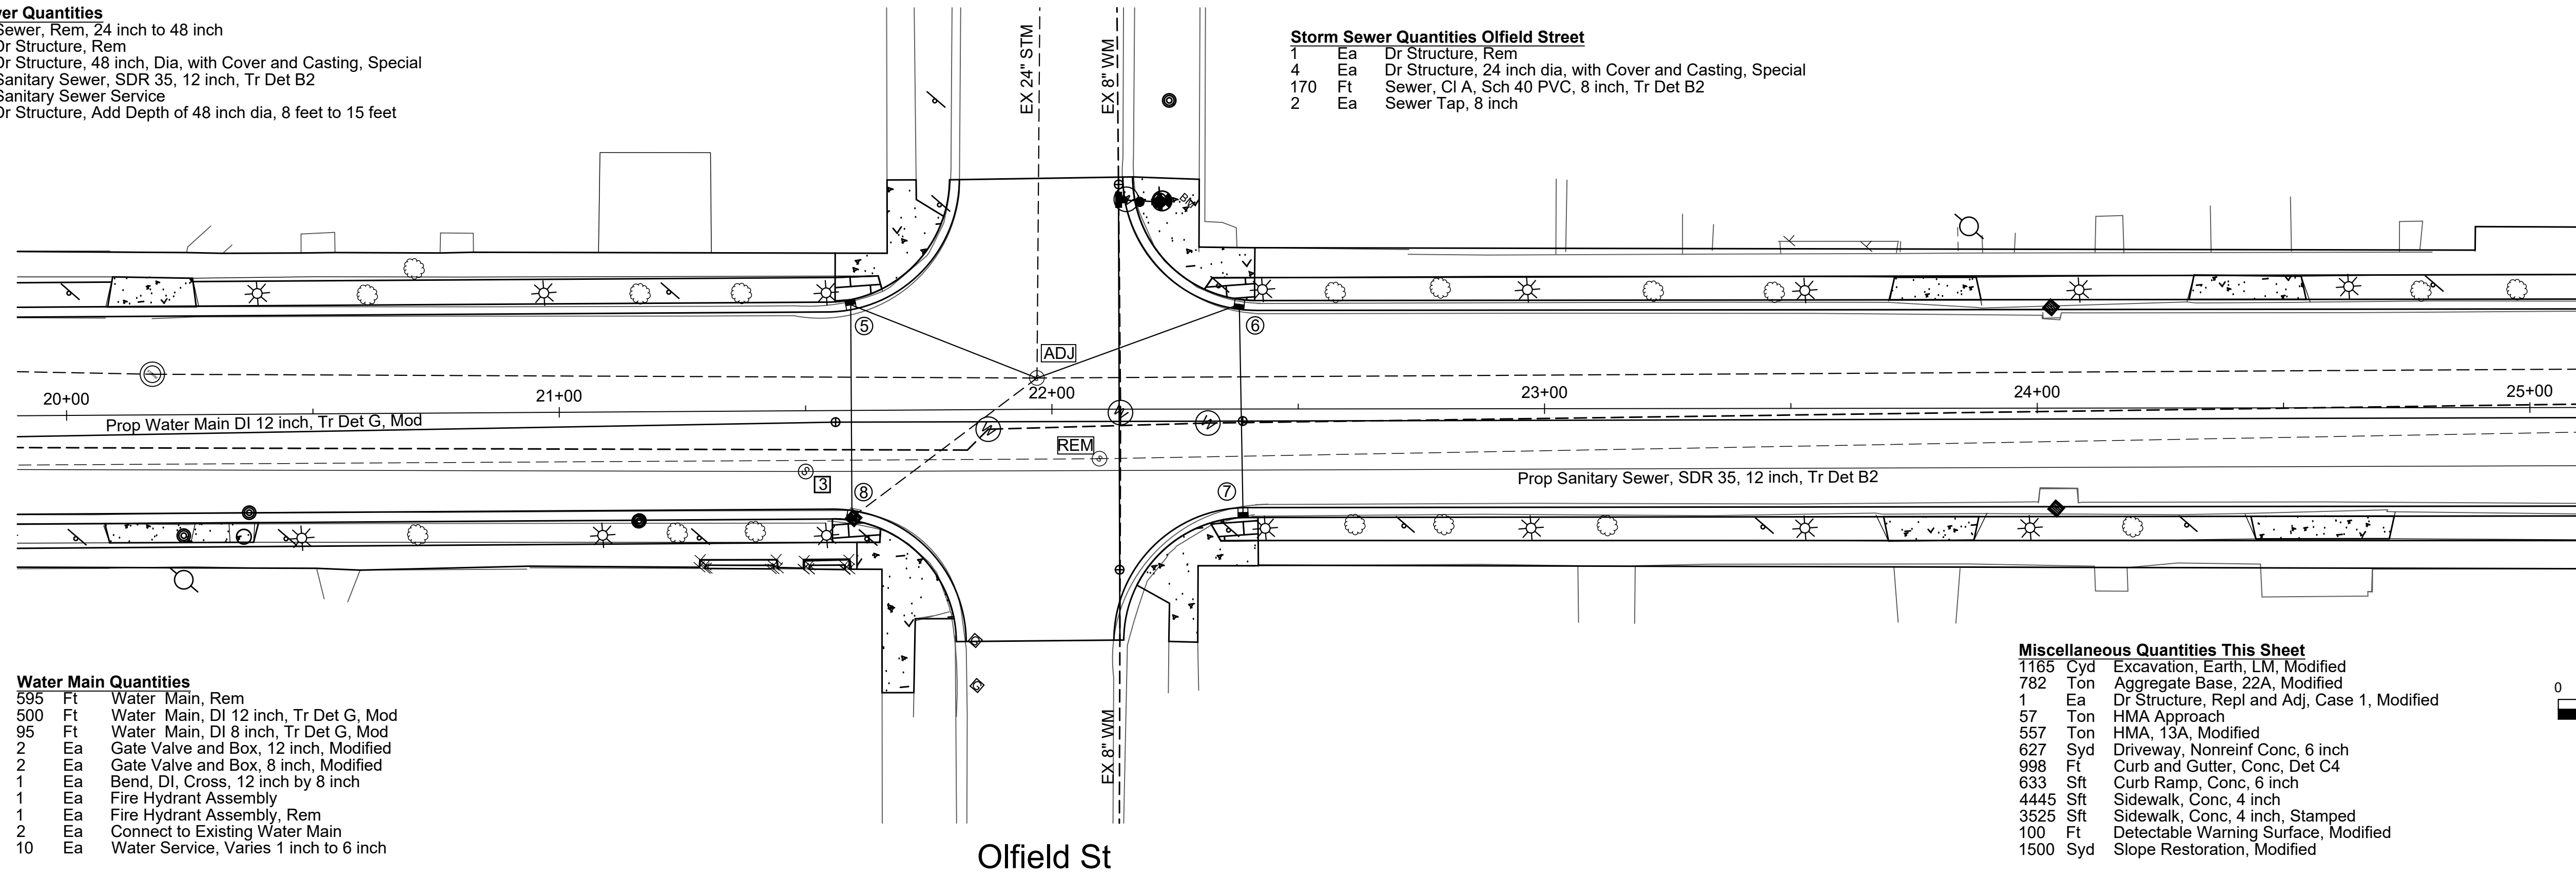 er Quantities
Sewer, Rem, 24 inch to 48 inch
Dr Structure, Rem
Dr Structure, 48 inch, Dia, with Cover and Casting, Special
Sanitary Sewer, SDR 35, 12 inch, Tr Det B2
Sanitary Sewer Service
Dr Structure, Add Depth of 48 inch dia, 8 feet to 15 feet
EX 24" STM
EX 8" WM
Storm Sewer Quantities Olfield Street
1 Ea Dr Structure, Rem
4 Ea Dr Structure, 24 inch dia, with Cover and Casting, Special
170 Ft Sewer, Cl A, Sch 40 PVC, 8 inch, Tr Det B2
2 Ea Sewer Tap, 8 inch
5
6
ADJ
20+00
21+00
22+00
23+00
24+00
25+00
Prop Water Main DI 12 inch, Tr Det G, Mod
REM
S
S
3
8
7
Prop Sanitary Sewer, SDR 35, 12 inch, Tr Det B2
Water Main Quantities
595 Ft Water Main, Rem
500 Ft Water Main, DI 12 inch, Tr Det G, Mod
95 Ft Water Main, DI 8 inch, Tr Det G, Mod
2 Ea Gate Valve and Box, 12 inch, Modified
2 Ea Gate Valve and Box, 8 inch, Modified
1 Ea Bend, DI, Cross, 12 inch by 8 inch
1 Ea Fire Hydrant Assembly
1 Ea Fire Hydrant Assembly, Rem
2 Ea Connect to Existing Water Main
10 Ea Water Service, Varies 1 inch to 6 inch
EX 8" WM
Olfield St
Miscellaneous Quantities This Sheet
1165 Cyd Excavation, Earth, LM, Modified
782 Ton Aggregate Base, 22A, Modified
1 Ea Dr Structure, Repl and Adj, Case 1, Modified
57 Ton HMA Approach
557 Ton HMA, 13A, Modified
627 Syd Driveway, Nonreinf Conc, 6 inch
998 Ft Curb and Gutter, Conc, Det C4
633 Sft Curb Ramp, Conc, 6 inch
4445 Sft Sidewalk, Conc, 4 inch
3525 Sft Sidewalk, Conc, 4 inch, Stamped
100 Ft Detectable Warning Surface, Modified
1500 Syd Slope Restoration, Modified
0